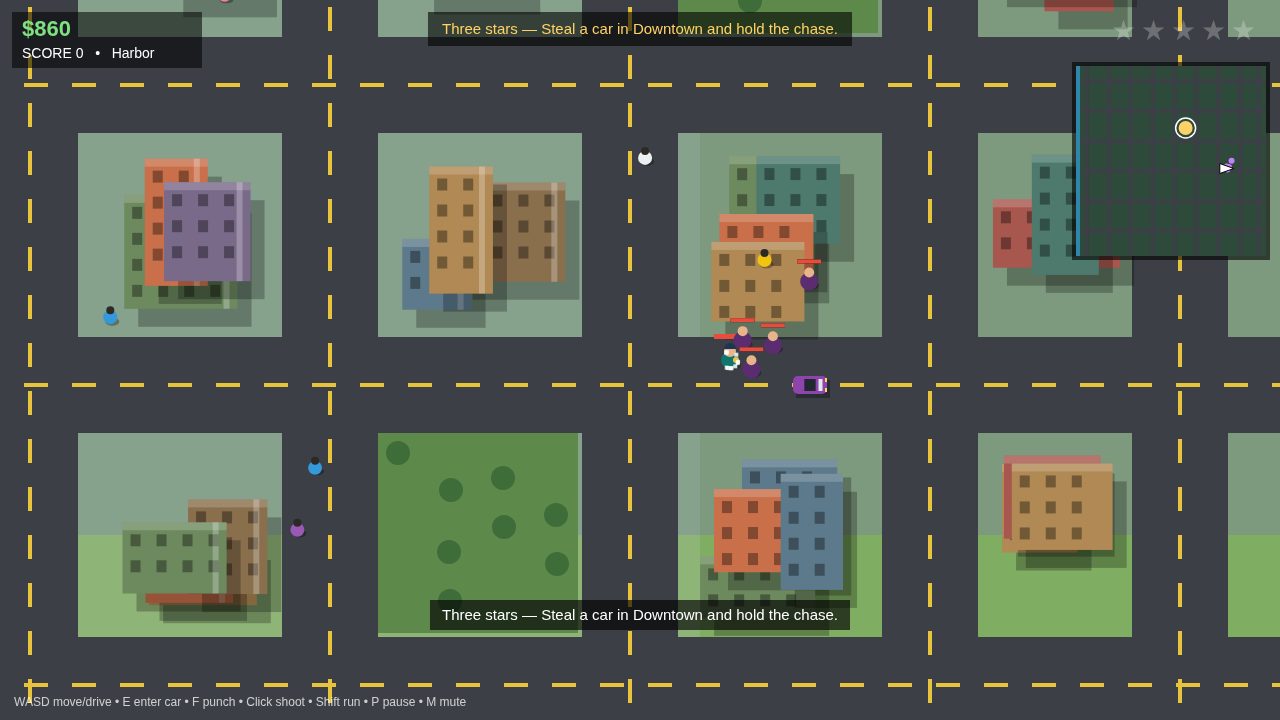 $860
SCORE 0 • Harbor
Three stars — Steal a car in Downtown and hold the chase.
Three stars — Steal a car in Downtown and hold the chase.
WASD move/drive • E enter car • F punch • Click shoot • Shift run • P pause • M mute